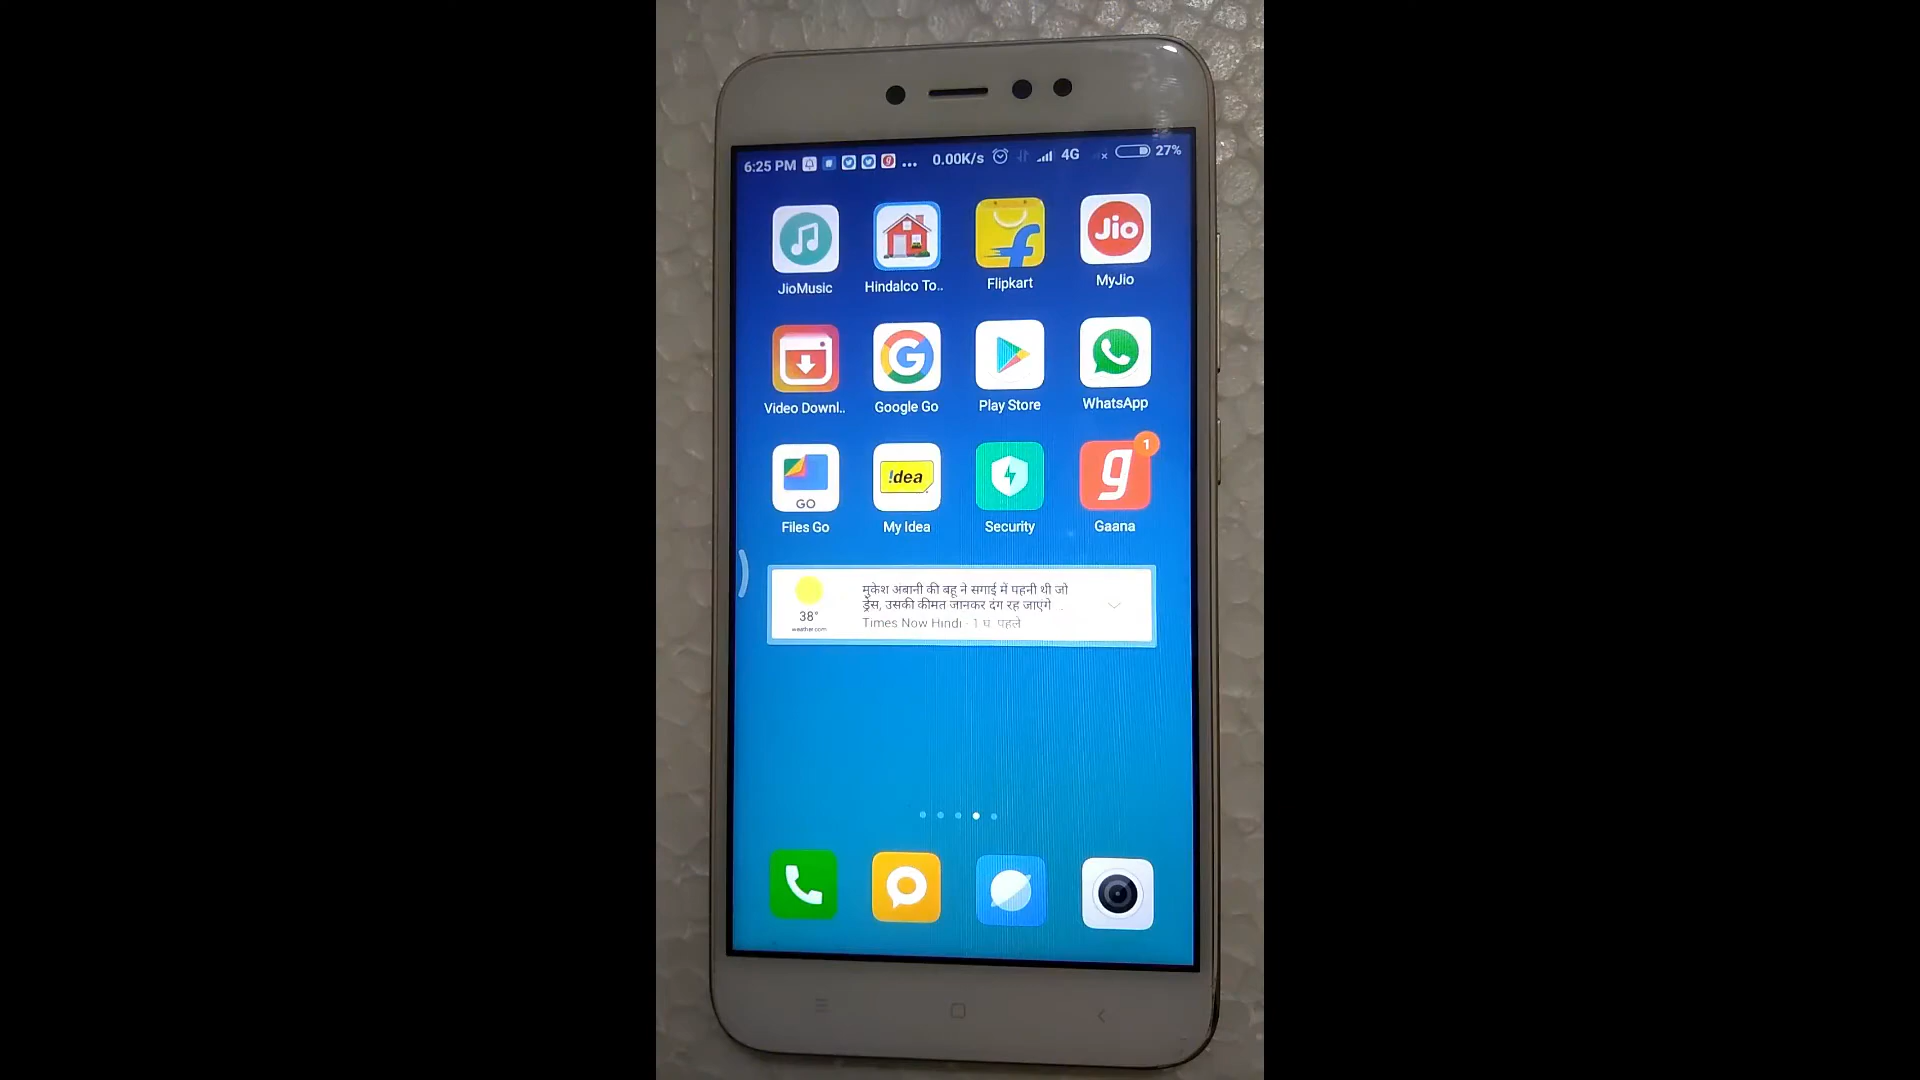 6:25 PM ... 0.00K/s 4G 27%
Jio
JioMusic Hindalco To.. Flipkart MyJio
G
Video Downl.. Google Go Play Store WhatsApp
GO !dea g 1
Files Go My Idea Security Gaana
मुकेश अंबानी की बहू ने सगाई में पहनी थी जो
ड्रेस, उसकी कीमत जानकर दंग रह जाएंगे
38°
weather.com
Times Now Hindi · 1 घं. पहले